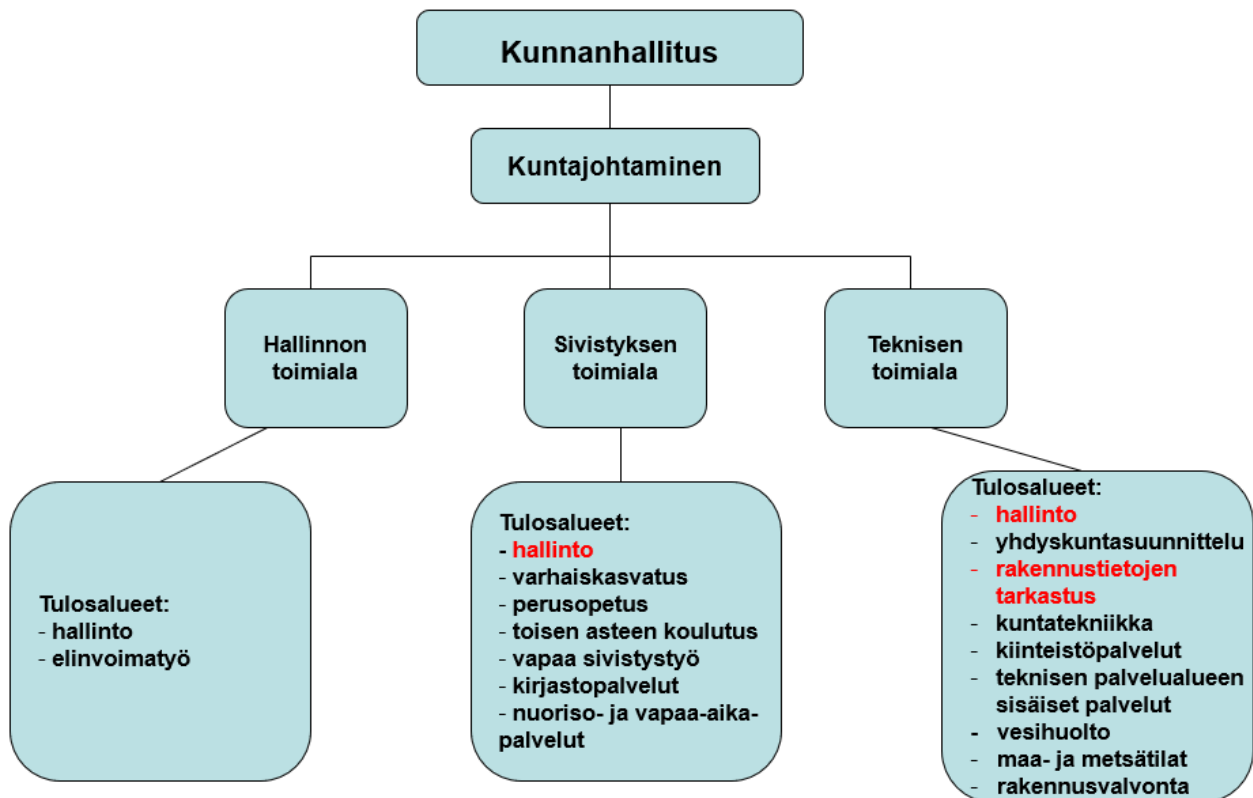 Kunnanhallitus
Kuntajohtaminen
Hallinnon
toimiala
Sivistyksen
toimiala
Teknisen
toimiala
Tulosalueet:
- hallinto
- elinvoimatyö
Tulosalueet:
- hallinto
- varhaiskasvatus
- perusopetus
- toisen asteen koulutus
- vapaa sivistystyö
- kirjastopalvelut
- nuoriso- ja vapaa-aika-
palvelut
Tulosalueet:
- hallinto
- yhdyskuntasuunnittelu
- rakennustietojen
tarkastus
- kuntatekniikka
- kiinteistöpalvelut
- teknisen palvelualueen
sisäiset palvelut
- vesihuolto
- maa- ja metsätilat
- rakennusvalvonta